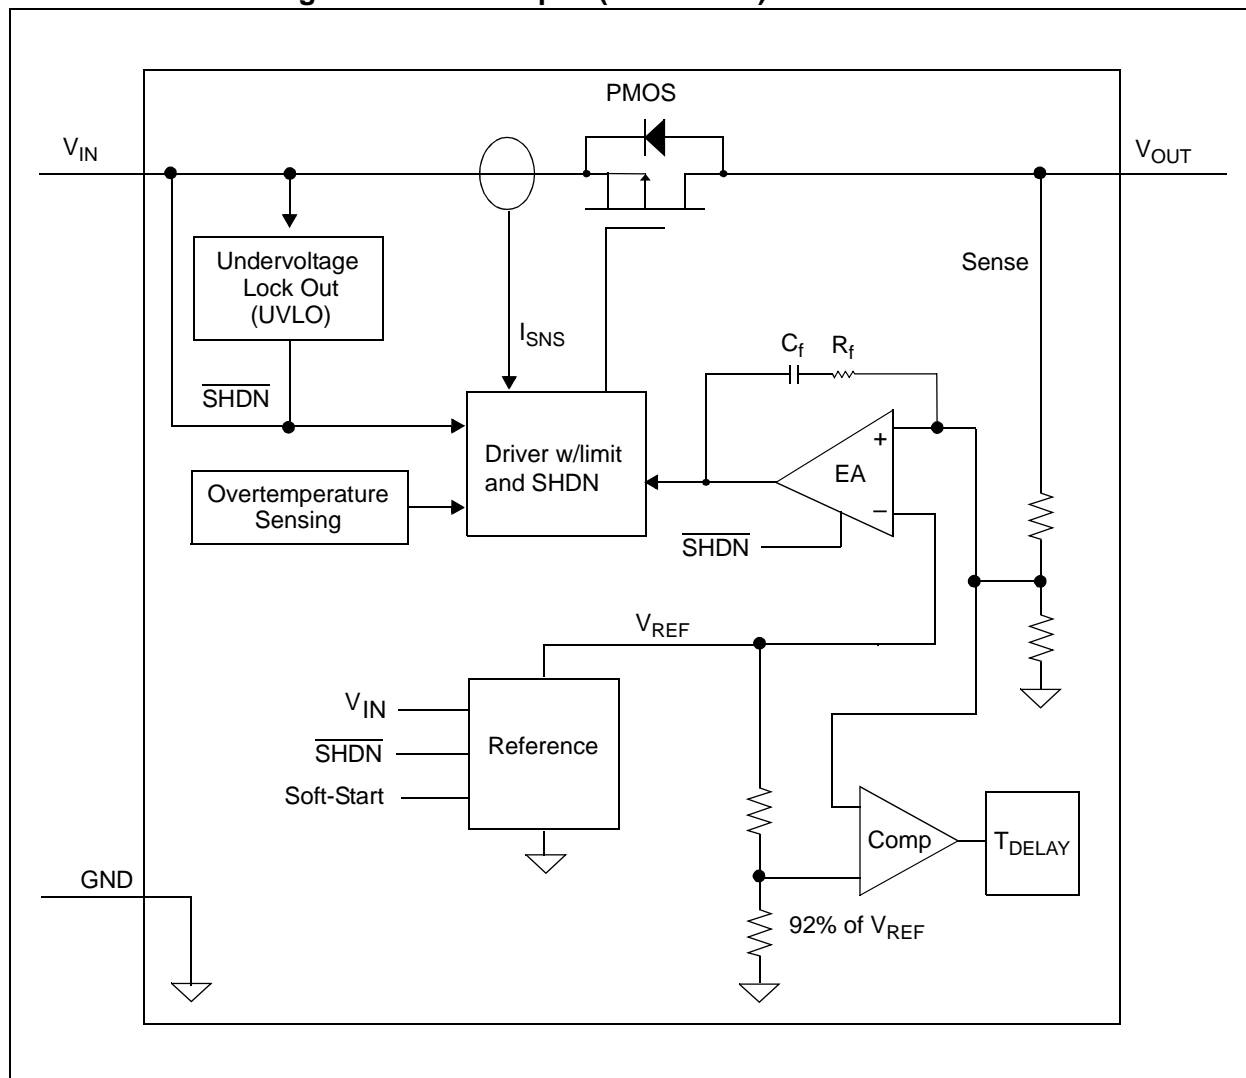 PMOS
V_IN
V_OUT
Undervoltage
Lock Out
(UVLO)
Sense
I_SNS
C_f
R_f
SHDN
+
Driver w/limit
and SHDN
EA
Overtemperature
Sensing
−
SHDN
V_REF
V_IN
SHDN
Reference
Soft-Start
Comp
T_DELAY
GND
92% of V_REF